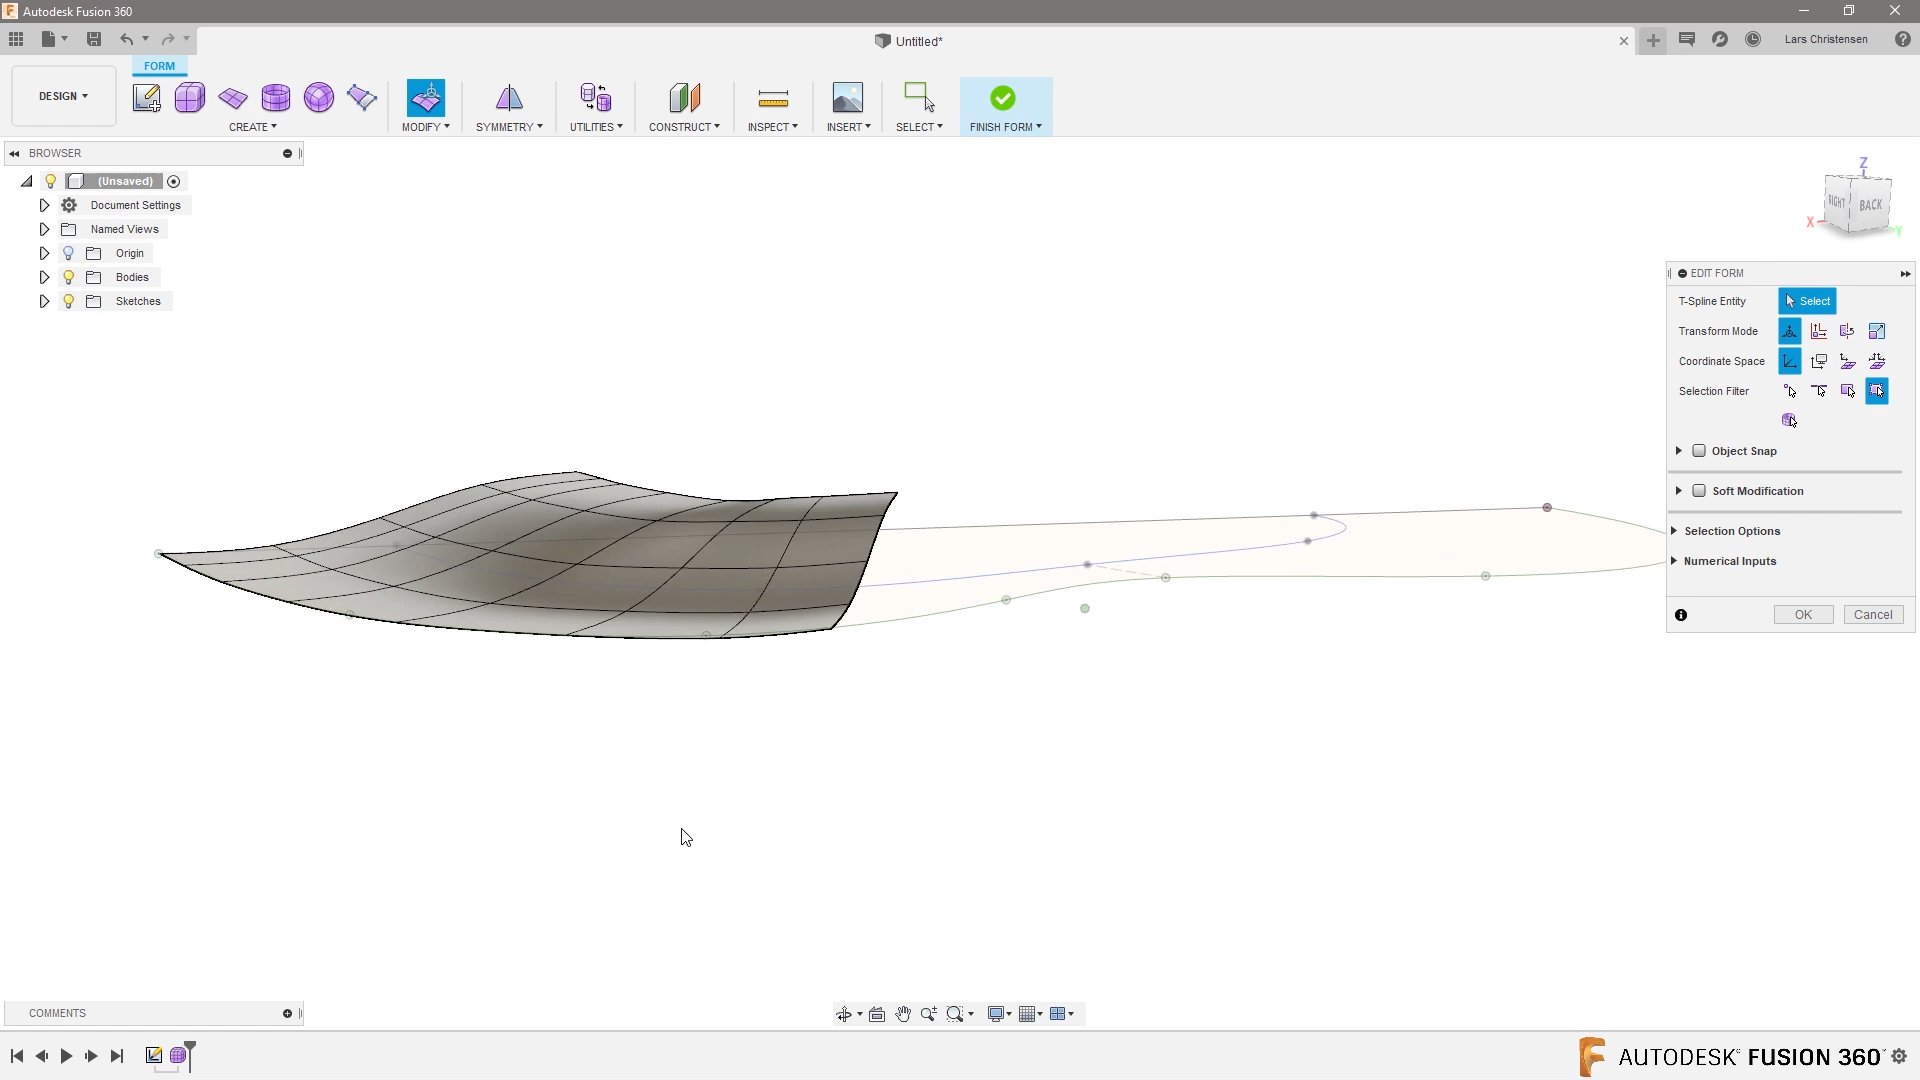 Autodesk Fusion 360
Untitled*
Lars Christensen
FORM
DESIGN
CREATE
MODIFY
SYMMETRY
UTILITIES
CONSTRUCT
INSPECT
INSERT
SELECT
FINISH FORM
BROWSER
(Unsaved)
Document Settings
Named Views
Origin
Bodies
Sketches
Z
RIGHT
BACK
X
Y
EDIT FORM
T-Spline Entity
Select
Transform Mode
Coordinate Space
Selection Filter
Object Snap
Soft Modification
Selection Options
Numerical Inputs
OK
Cancel
COMMENTS
AUTODESK FUSION 360